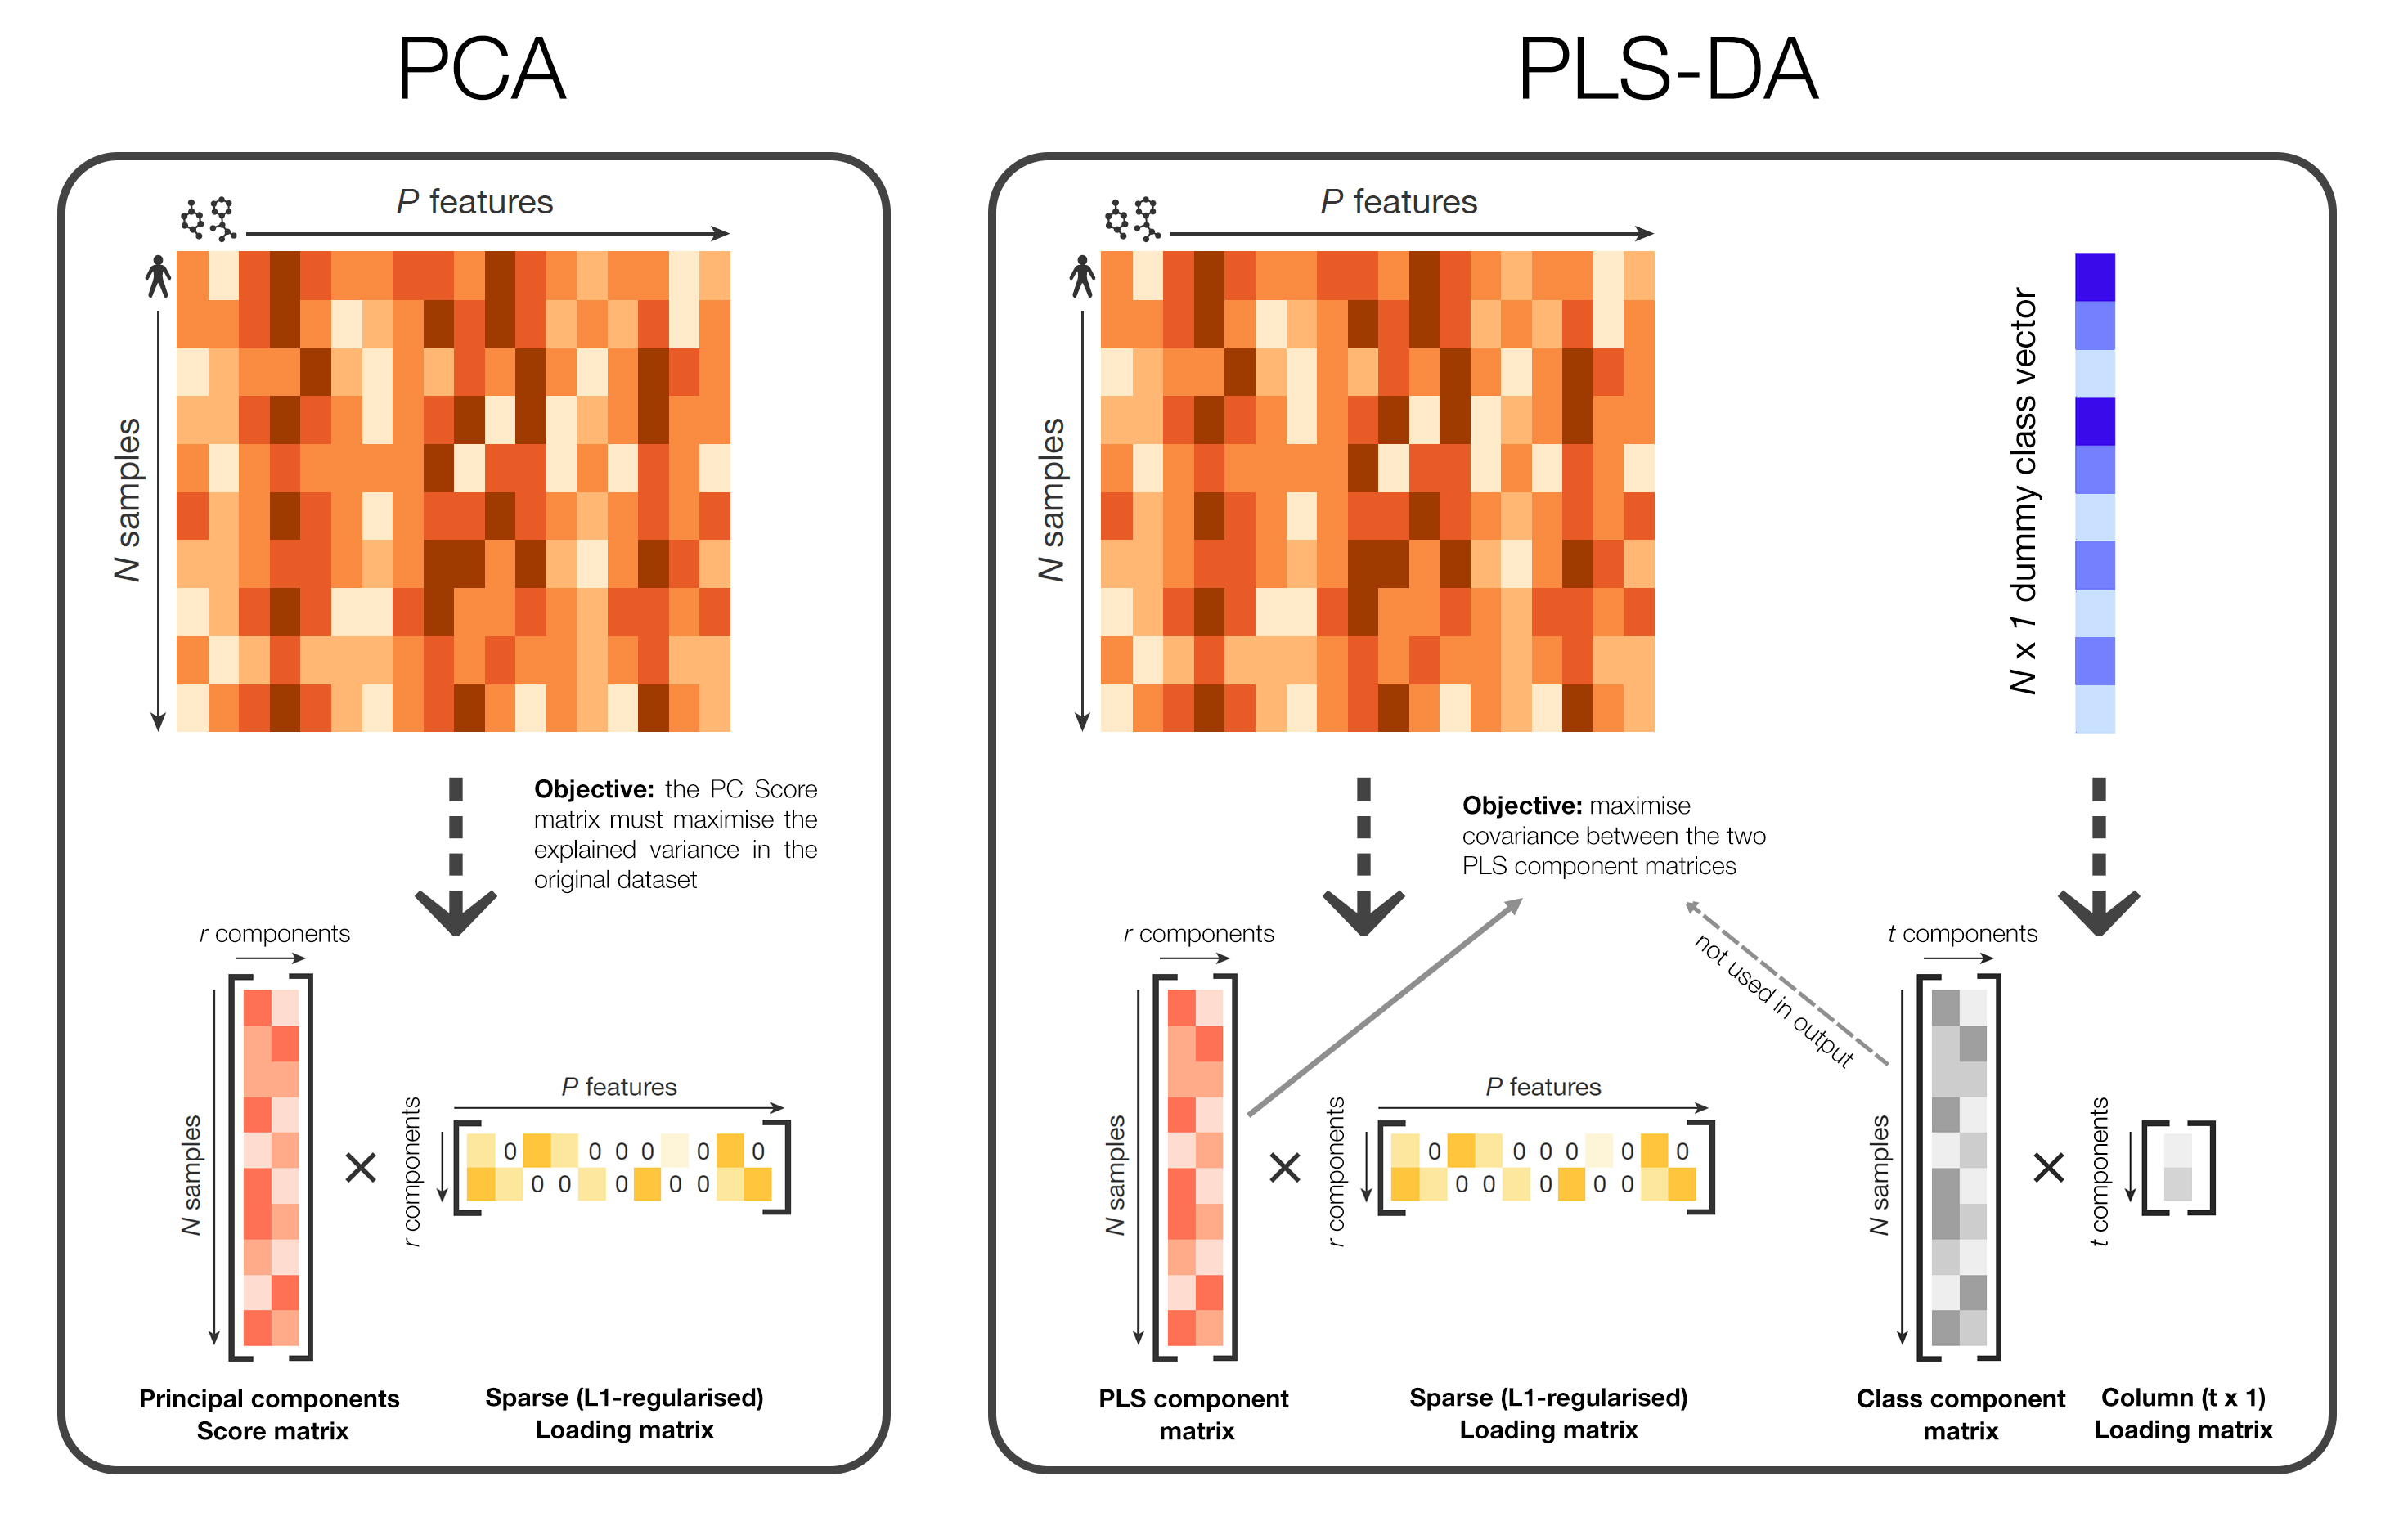 PCA
P features
N samples
Objective: the PC Score
matrix must maximise the
explained variance in the
original dataset
r components
N samples
r components
P features
0 0 0 0 0 0
0 0 0 0 0
Principal components
Score matrix
Sparse (L1-regularised)
Loading matrix
PLS-DA
P features
N samples
N x 1 dummy class vector
Objective: maximise
covariance between the two
PLS component matrices
r components
N samples
r components
P features
0 0 0 0 0 0
0 0 0 0 0
not used in output
t components
N samples
t components
PLS component
matrix
Sparse (L1-regularised)
Loading matrix
Class component
matrix
Column (t x 1)
Loading matrix